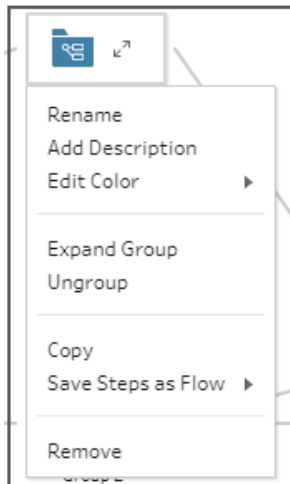 Rename
Add Description
Edit Color
Expand Group
Ungroup
Copy
Save Steps as Flow
Remove